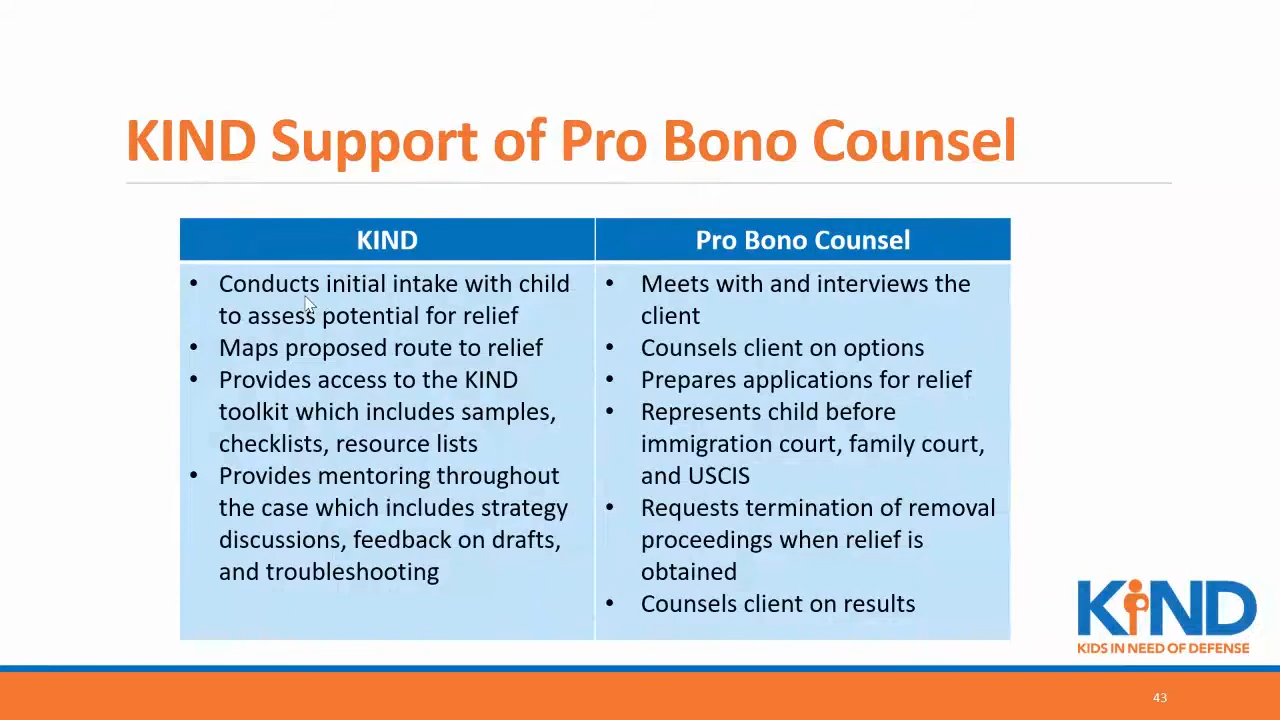 KIND Support of Pro Bono Counsel
KIND
• Conducts initial intake with child
to assess potential for relief
• Maps proposed route to relief
• Provides access to the KIND
toolkit which includes samples,
checklists, resource lists
• Provides mentoring throughout
the case which includes strategy
discussions, feedback on drafts,
and troubleshooting
Pro Bono Counsel
• Meets with and interviews the
client
• Counsels client on options
• Prepares applications for relief
• Represents child before
immigration court, family court,
and USCIS
• Requests termination of removal
proceedings when relief is
obtained
• Counsels client on results
KiND
KIDS IN NEED OF DEFENSE
43